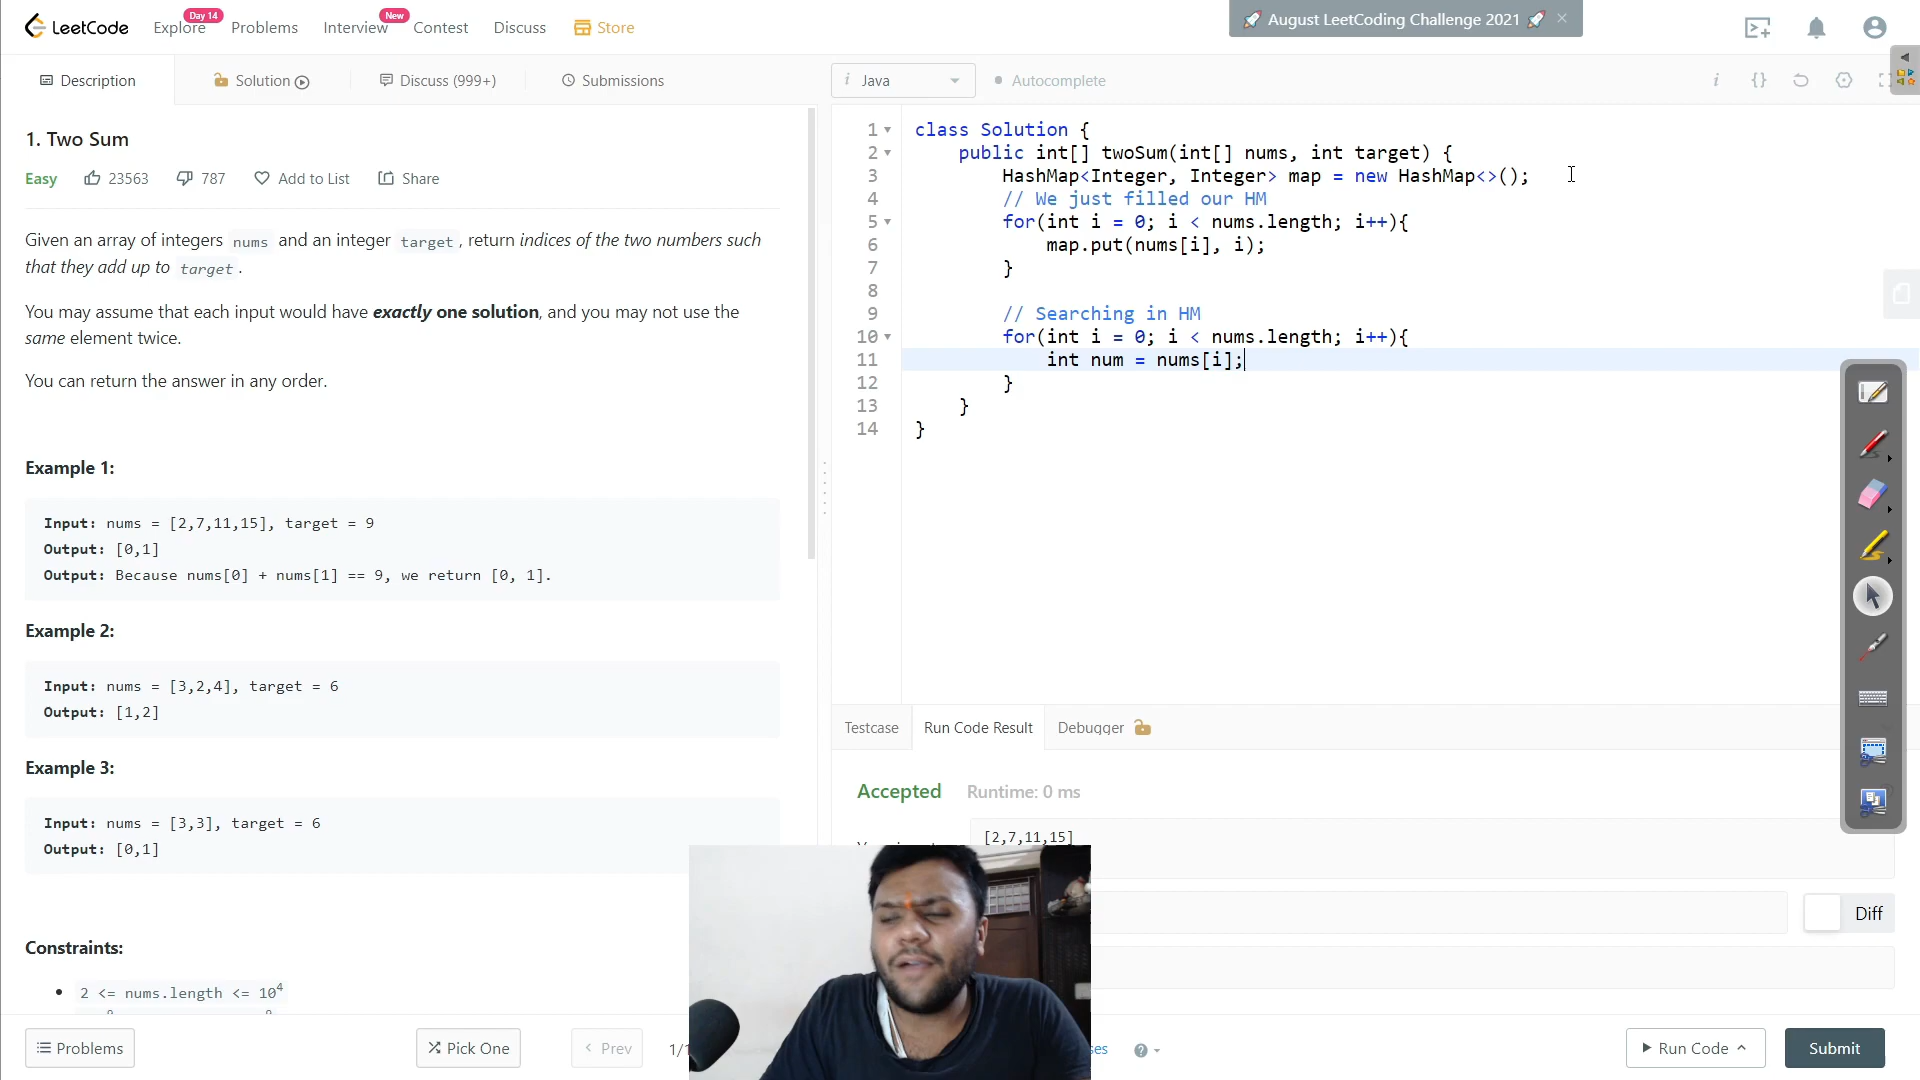 LeetCode
Explore
Day 14
Problems
Interview
New
Contest
Discuss
Store
August LeetCoding Challenge 2021
Description
Solution
Discuss (999+)
Submissions
i Java
Autocomplete
1. Two Sum
Easy 23563 787 Add to List Share
Given an array of integers nums and an integer target, return indices of the two numbers such
that they add up to target.
You may assume that each input would have exactly one solution, and you may not use the
same element twice.
You can return the answer in any order.
Example 1:
Input: nums = [2,7,11,15], target = 9
Output: [0,1]
Output: Because nums[0] + nums[1] == 9, we return [0, 1].
Example 2:
Input: nums = [3,2,4], target = 6
Output: [1,2]
Example 3:
Input: nums = [3,3], target = 6
Output: [0,1]
Constraints:
2 <= nums.length <= 10⁴
Problems
Pick One
Prev
1/1
1 class Solution {
2 public int[] twoSum(int[] nums, int target) {
3 HashMap<Integer, Integer> map = new HashMap<>();
4 // We just filled our HM
5 for(int i = 0; i < nums.length; i++){
6 map.put(nums[i], i);
7 }
8
9 // Searching in HM
10 for(int i = 0; i < nums.length; i++){
11 int num = nums[i];
12 }
13 }
14 }
Testcase
Run Code Result
Debugger
Accepted Runtime: 0 ms
[2,7,11,15]
Diff
Run Code
Submit